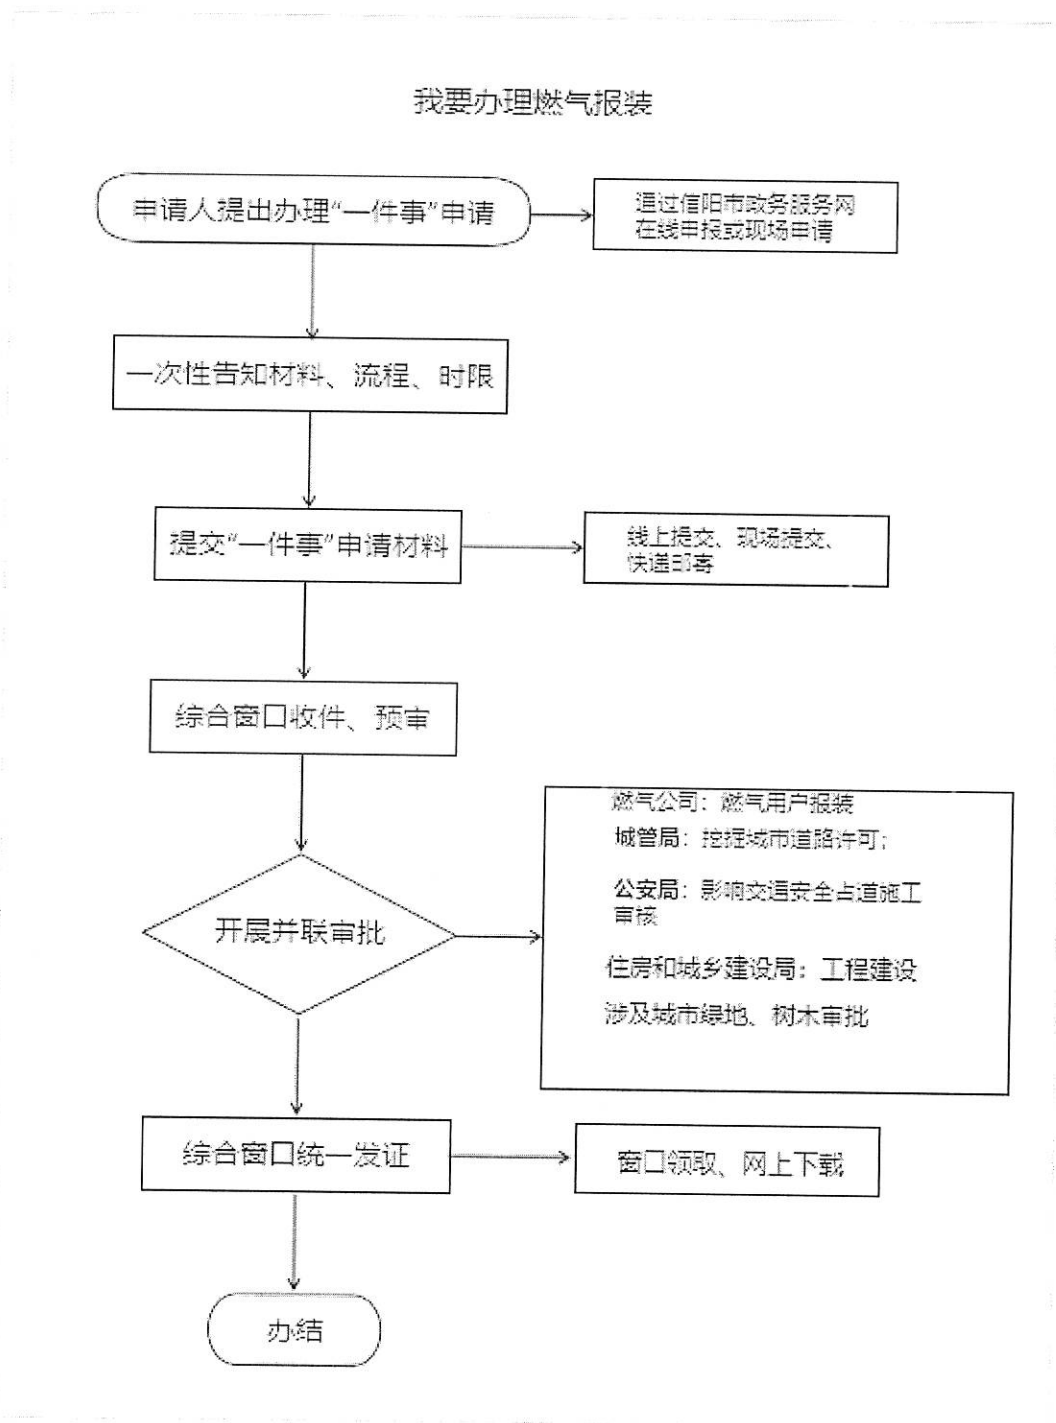 我要办理燃气报装
申请人提出办理“一件事”申请
通过信阳市政务服务网
在线申报或现场申请
一次性告知材料、流程、时限
提交“一件事”申请材料
线上提交、现场提交、
快递邮寄
综合窗口收件、预审
燃气公司：燃气用户报装
城管局：挖掘城市道路许可；
公安局：影响交通安全占道施工
审核
开展并联审批
住房和城乡建设局：工程建设
涉及城市绿地、树木审批
综合窗口统一发证
窗口领取、网上下载
办结